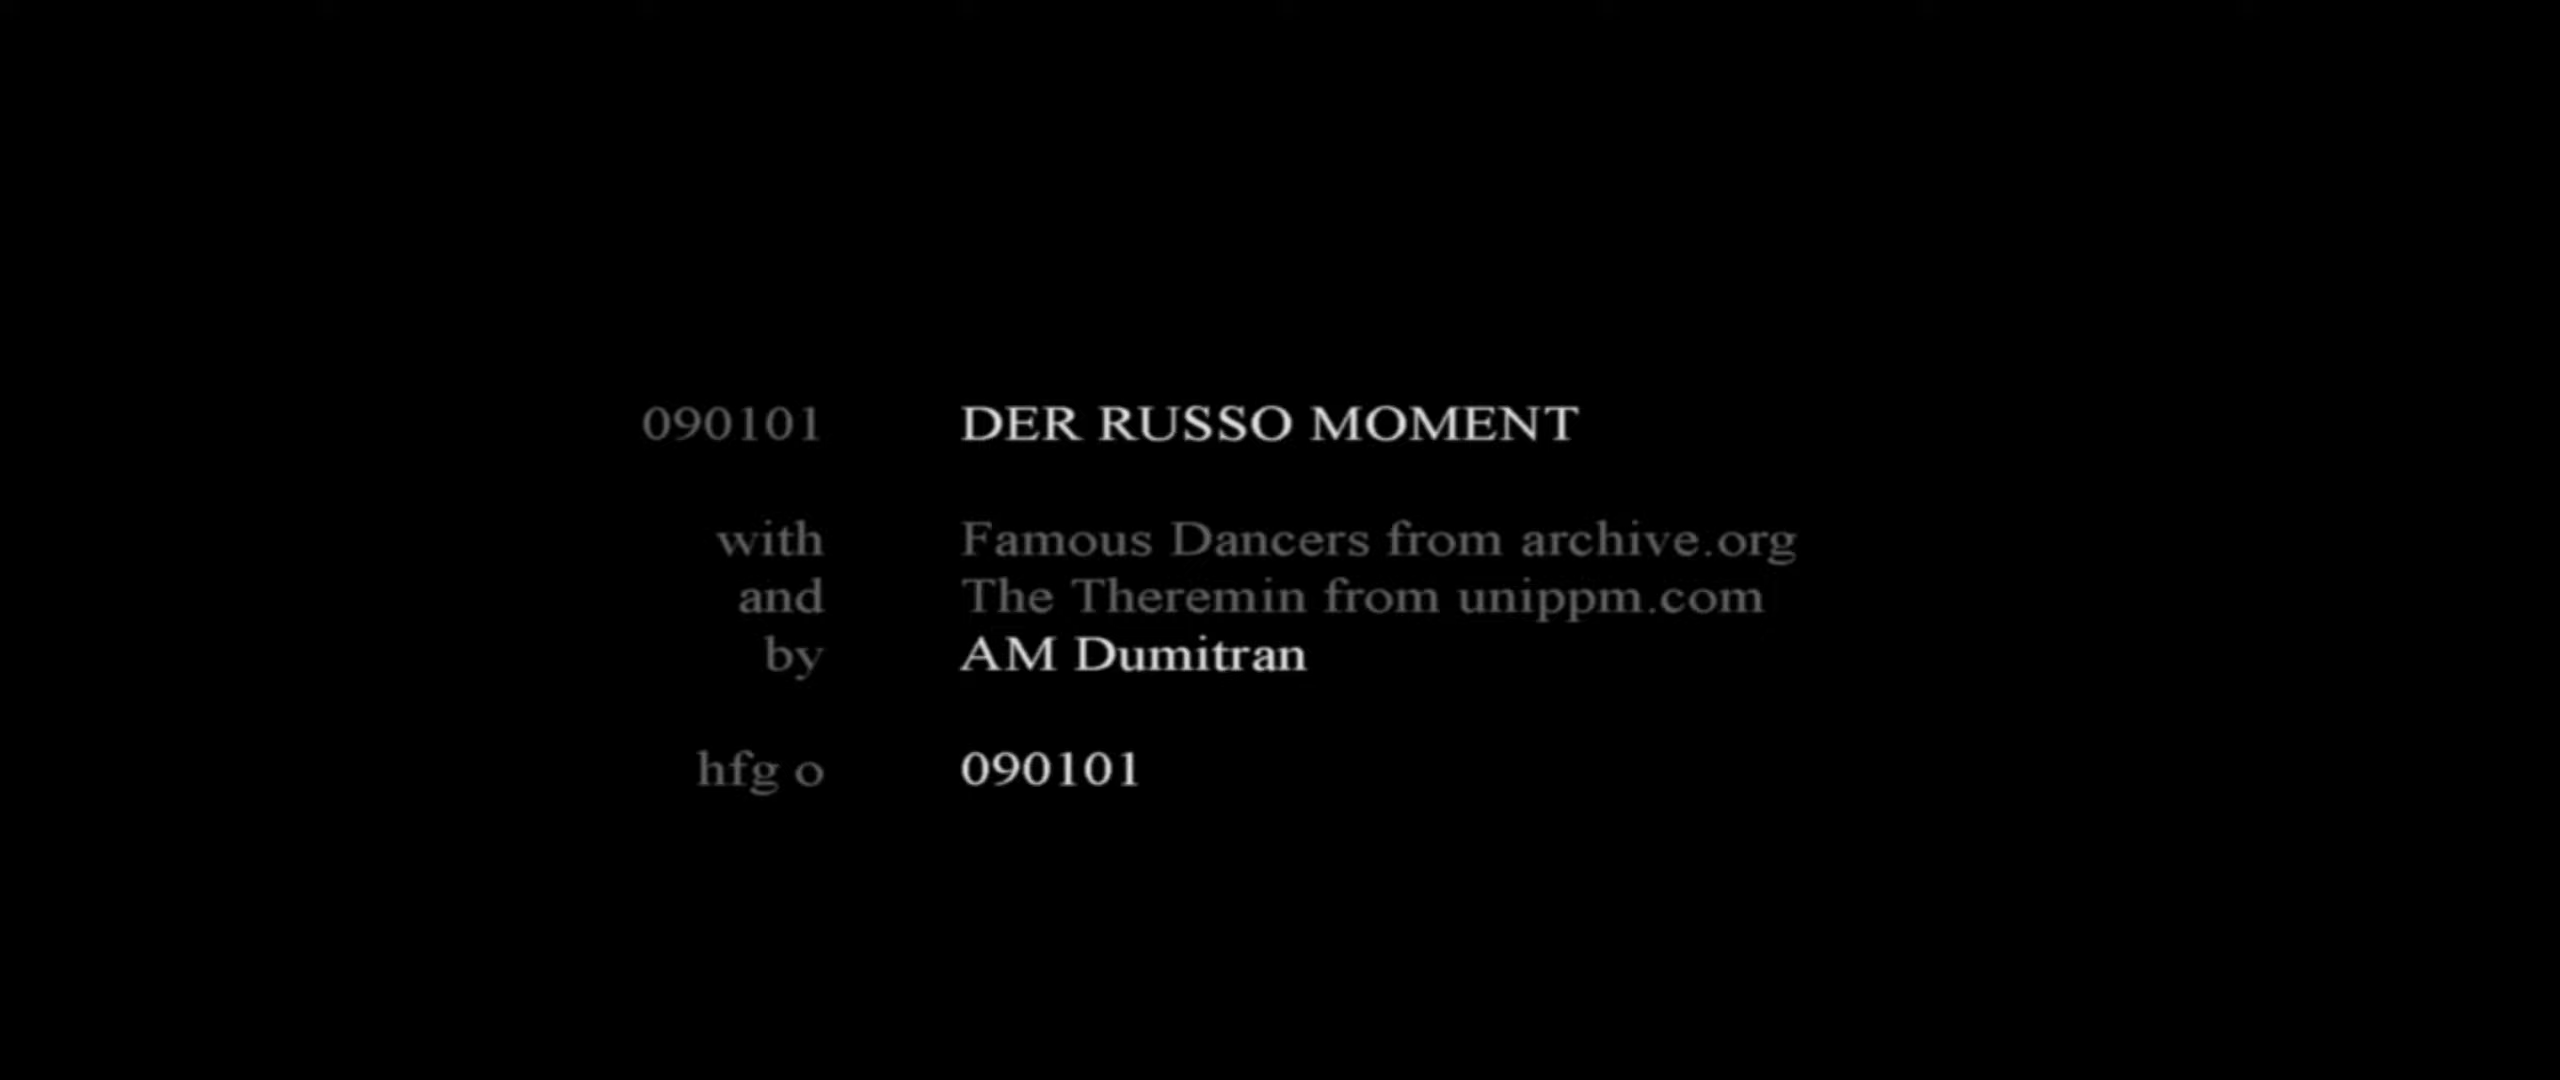 090101 DER RUSSO MOMENT
with Famous Dancers from archive.org
and The Theremin from unippm.com
by AM Dumitran
hfg o 090101